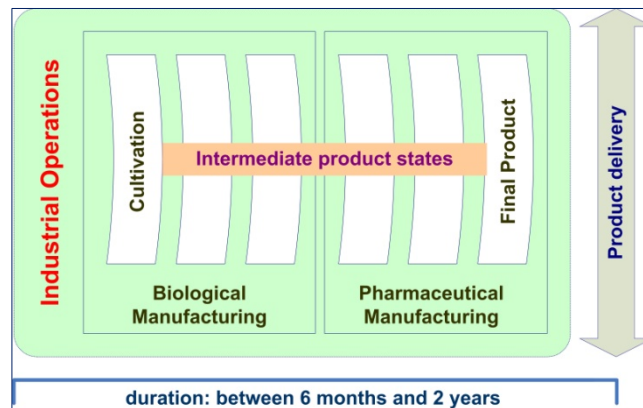 Industrial Operations
Cultivation
Intermediate product states
Final Product
Biological
Manufacturing
Pharmaceutical
Manufacturing
Product delivery
duration: between 6 months and 2 years